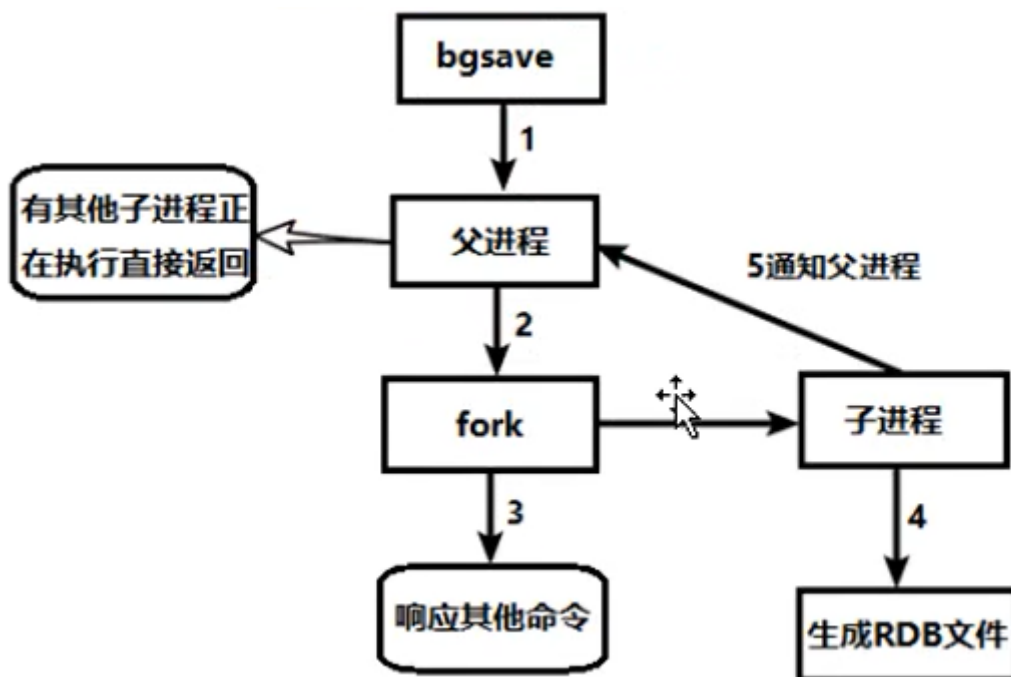 bgsave
1
有其他子进程正
在执行直接返回
父进程
5通知父进程
2
fork
子进程
3
4
响应其他命令
生成RDB文件